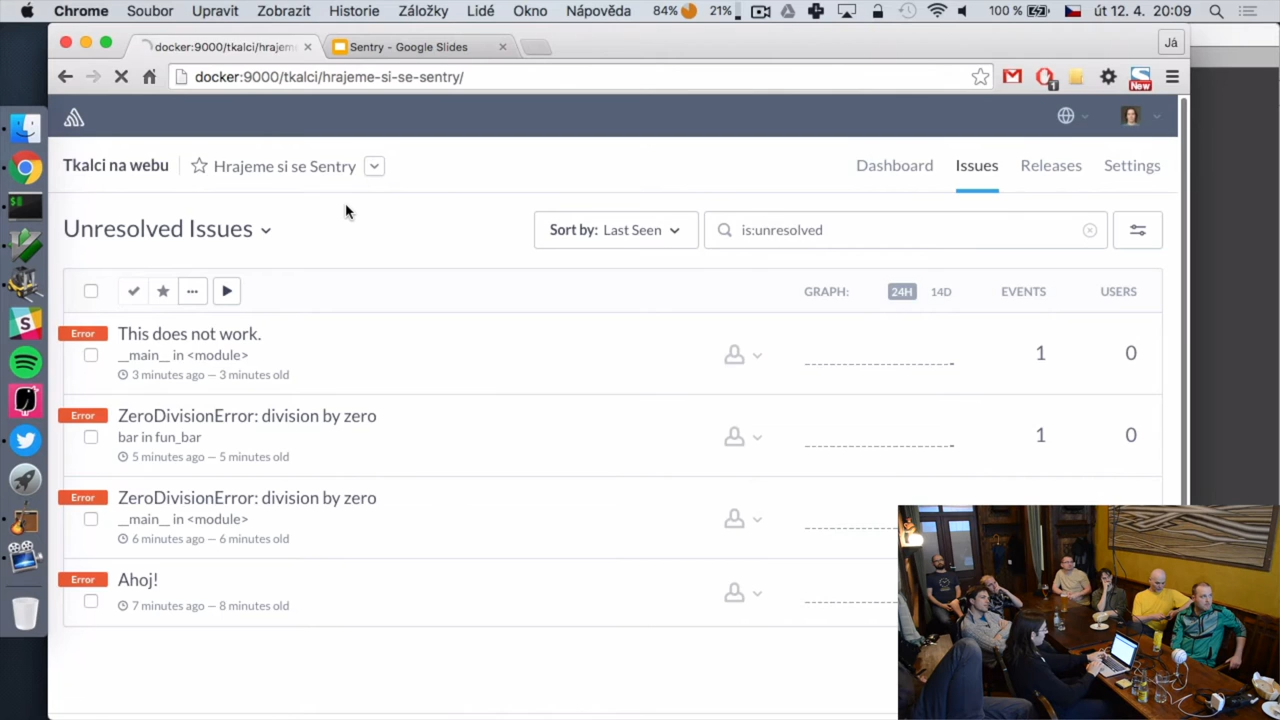 Chrome Soubor Upravit Zobrazit Historie Záložky Lidé Okno Nápověda 84% 21% 100 % út 12. 4. 20:09
docker:9000/tkalci/hrajeme Sentry - Google Slides Já
docker:9000/tkalci/hrajeme-si-se-sentry/ 1 New
Tkalci na webu Hrajeme si se Sentry Dashboard Issues Releases Settings
Unresolved Issues Sort by: Last Seen is:unresolved
GRAPH: 24H 14D EVENTS USERS
Error This does not work.
__main__ in <module> 1 0
3 minutes ago — 3 minutes old
Error ZeroDivisionError: division by zero
bar in fun_bar 1 0
5 minutes ago — 5 minutes old
Error ZeroDivisionError: division by zero
__main__ in <module>
6 minutes ago — 6 minutes old
Error Ahoj!
7 minutes ago — 8 minutes old